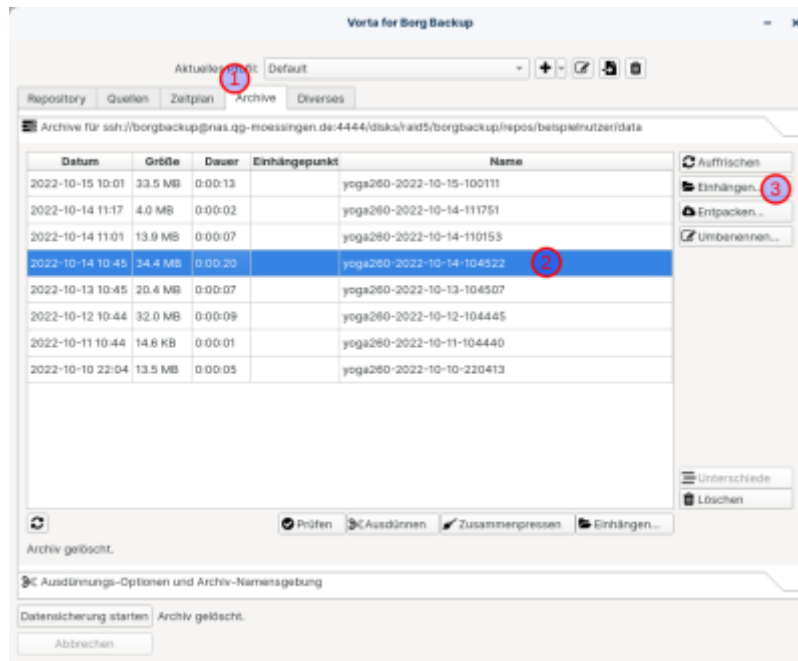 Vorta for Borg Backup
Aktuelles Profil: Default
1
Repository Quellen Zeitplan Archive Diverses
Archive für ssh://borgbackup@nas.qg-moessingen.de:4444/disks/raid5/borgbackup/repos/beispielnutzer/data
Datum Größe Dauer Einhängepunkt Name
2022-10-15 10:01 33.5 MB 0:00:13 yoga260-2022-10-15-100111
2022-10-14 11:17 4.0 MB 0:00:02 yoga260-2022-10-14-111751
2022-10-14 11:01 13.9 MB 0:00:07 yoga260-2022-10-14-110153
2022-10-14 10:45 34.4 MB 0:00:20 yoga260-2022-10-14-104522 2
2022-10-13 10:45 20.4 MB 0:00:07 yoga260-2022-10-13-104507
2022-10-12 10:44 32.0 MB 0:00:09 yoga260-2022-10-12-104445
2022-10-11 10:44 14.6 KB 0:00:01 yoga260-2022-10-11-104440
2022-10-10 22:04 13.5 MB 0:00:05 yoga260-2022-10-10-220413
Auffrischen
Einhängen... 3
Entpacken...
Umbenennen...
Unterschiede
Löschen
Prüfen Ausdünnen Zusammenpressen Einhängen...
Archiv gelöscht.
Ausdünnungs-Optionen und Archiv-Namensgebung
Datensicherung starten Archiv gelöscht.
Abbrechen